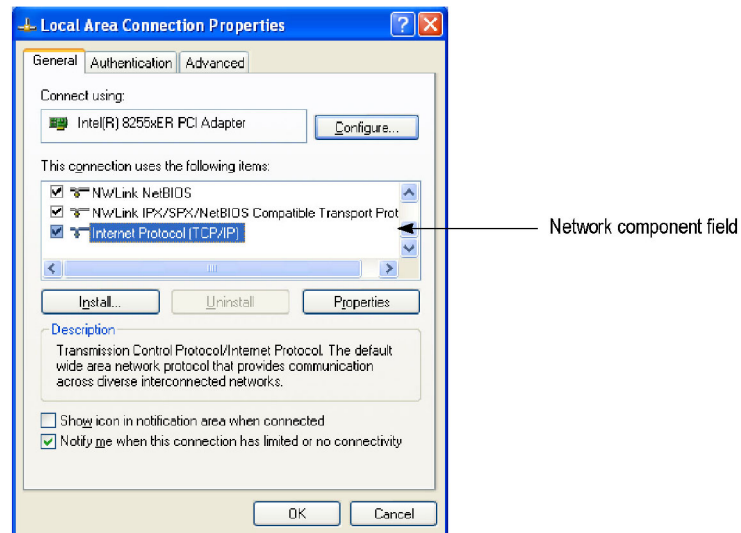 Local Area Connection Properties
General Authentication Advanced
Connect using:
Intel(R) 8255xER PCI Adapter
Configure...
This connection uses the following items:
NWLink NetBIOS
NWLink IPX/SPX/NetBIOS Compatible Transport Prot
Internet Protocol (TCP/IP)
Network component field
Install... Uninstall Properties
Description
Transmission Control Protocol/Internet Protocol. The default
wide area network protocol that provides communication
across diverse interconnected networks.
Show icon in notification area when connected
Notify me when this connection has limited or no connectivity
OK Cancel